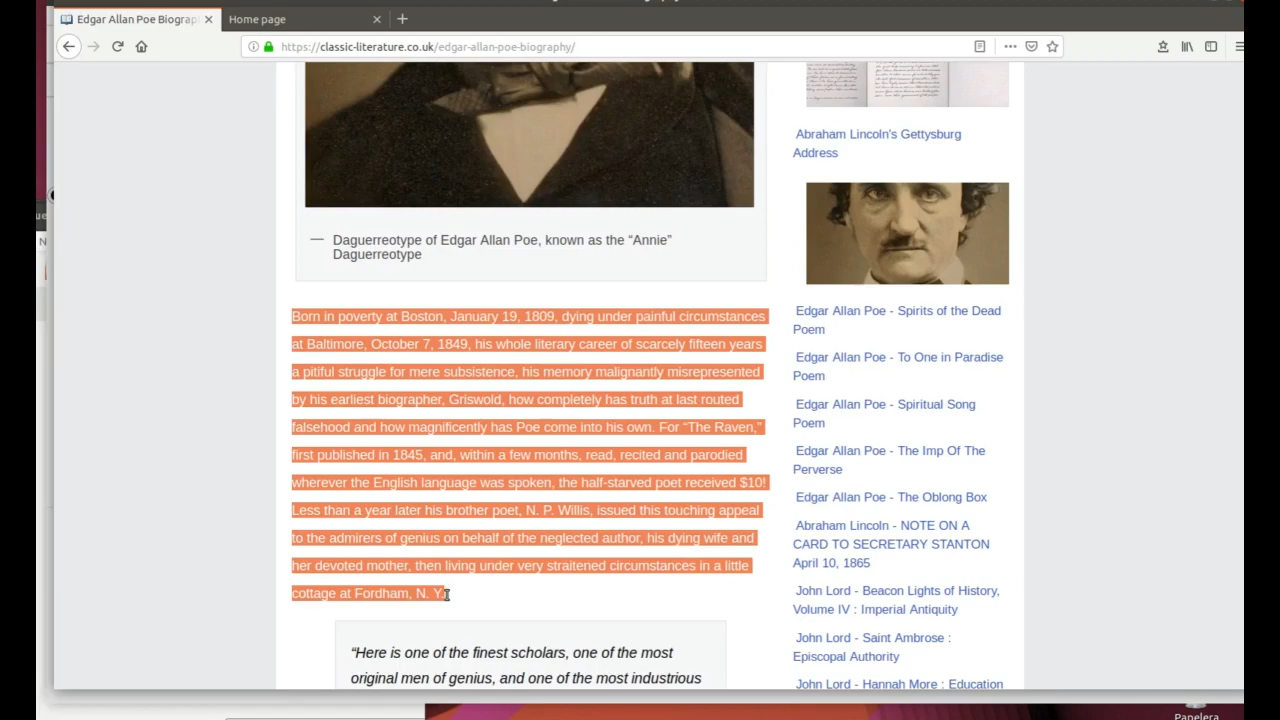 Edgar Allan Poe Biograp
Home page
https://classic-literature.co.uk/edgar-allan-poe-biography/
— Daguerreotype of Edgar Allan Poe, known as the “Annie”
Daguerreotype
Born in poverty at Boston, January 19, 1809, dying under painful circumstances
at Baltimore, October 7, 1849, his whole literary career of scarcely fifteen years
a pitiful struggle for mere subsistence, his memory malignantly misrepresented
by his earliest biographer, Griswold, how completely has truth at last routed
falsehood and how magnificently has Poe come into his own. For “The Raven,”
first published in 1845, and, within a few months, read, recited and parodied
wherever the English language was spoken, the half-starved poet received $10!
Less than a year later his brother poet, N. P. Willis, issued this touching appeal
to the admirers of genius on behalf of the neglected author, his dying wife and
her devoted mother, then living under very straitened circumstances in a little
cottage at Fordham, N. Y.
“Here is one of the finest scholars, one of the most
original men of genius, and one of the most industrious
Abraham Lincoln's Gettysburg
Address
Edgar Allan Poe - Spirits of the Dead
Poem
Edgar Allan Poe - To One in Paradise
Poem
Edgar Allan Poe - Spiritual Song
Poem
Edgar Allan Poe - The Imp Of The
Perverse
Edgar Allan Poe - The Oblong Box
Abraham Lincoln - NOTE ON A
CARD TO SECRETARY STANTON
April 10, 1865
John Lord - Beacon Lights of History,
Volume IV : Imperial Antiquity
John Lord - Saint Ambrose :
Episcopal Authority
John Lord - Hannah More : Education
Papelera